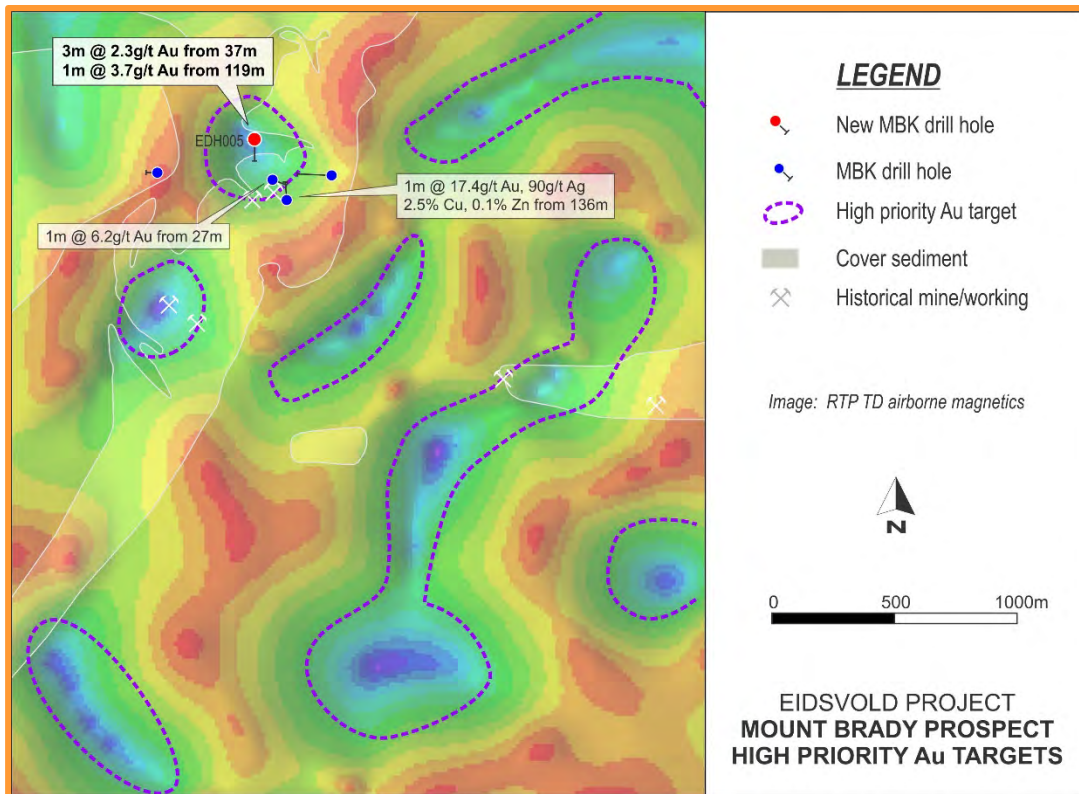 3m @ 2.3g/t Au from 37m
1m @ 3.7g/t Au from 119m
EDH005
1m @ 17.4g/t Au, 90g/t Ag
2.5% Cu, 0.1% Zn from 136m
1m @ 6.2g/t Au from 27m
LEGEND
New MBK drill hole
MBK drill hole
High priority Au target
Cover sediment
Historical mine/working
Image: RTP TD airborne magnetics
N
0 500 1000m
EIDSVOLD PROJECT
MOUNT BRADY PROSPECT
HIGH PRIORITY Au TARGETS